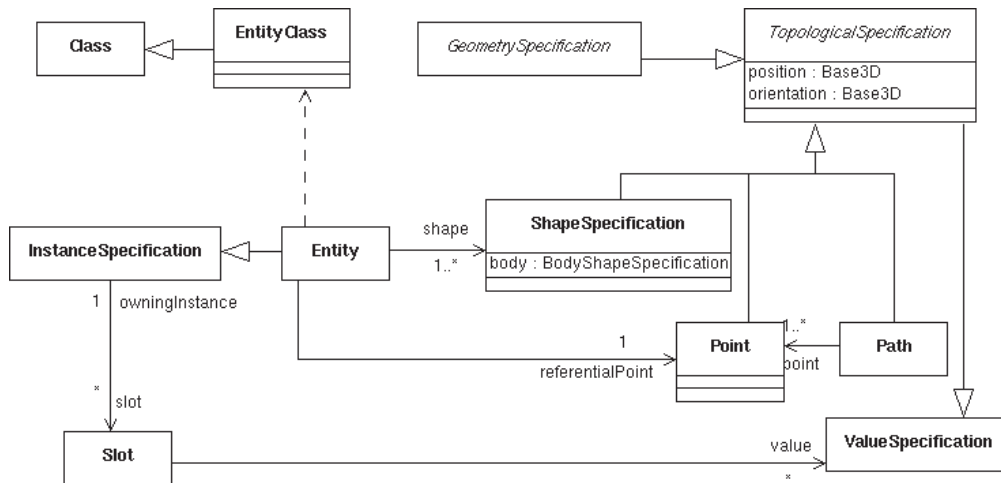 Class
EntityClass
GeometrySpecification
TopologicalSpecification
position : Base3D
orientation : Base3D
InstanceSpecification
Entity
shape
1..*
ShapeSpecification
body : BodyShapeSpecification
1
owningInstance
1
referentialPoint
Point
1..*
point
Path
*
slot
Slot
value
*
ValueSpecification